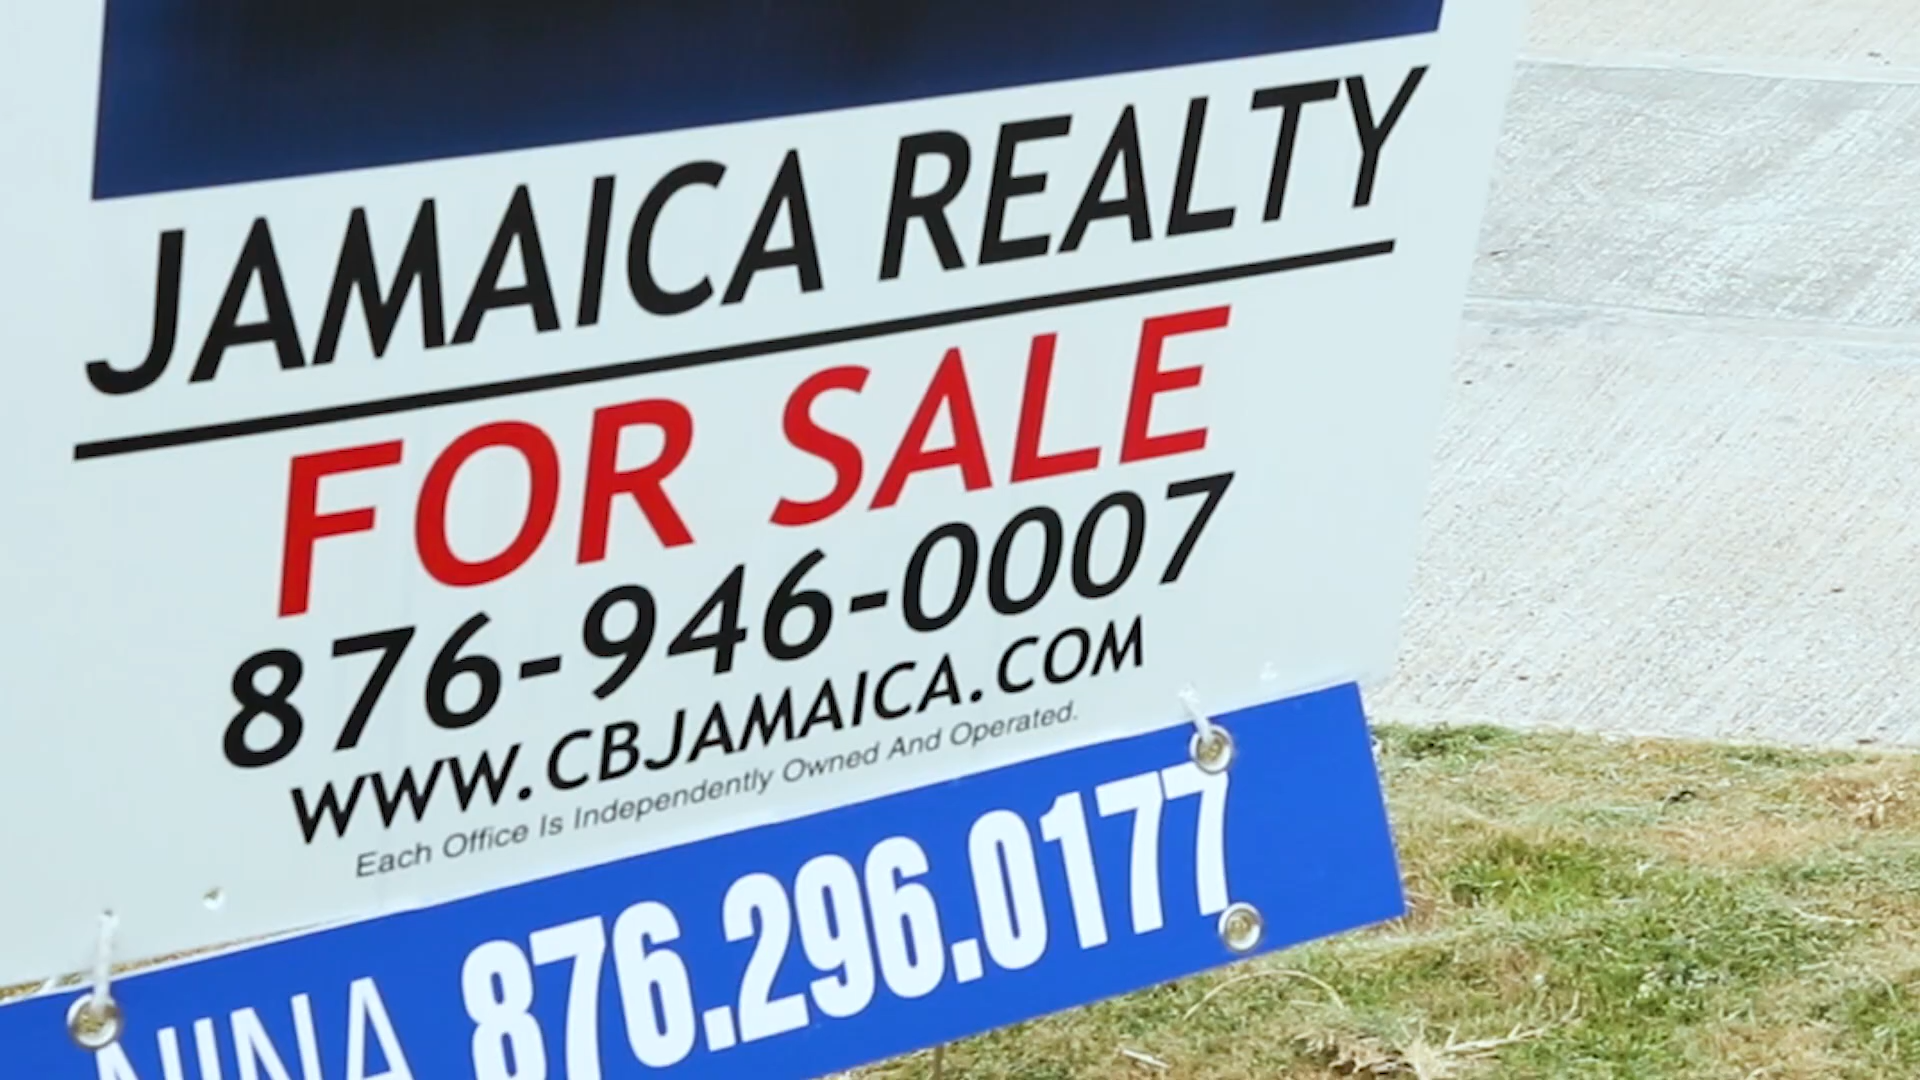 JAMAICA REALTY
FOR SALE
876-946-0007
WWW.CBJAMAICA.COM
Each Office Is Independently Owned And Operated.
NINA 876.296.0177